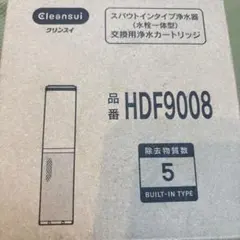 Cleansui
クリンスイ
スパウトインタイプ浄水器
(水栓一体型)
交換用浄水カートリッジ
品番 HDF9008
除去物質数
5
BUILT-IN TYPE